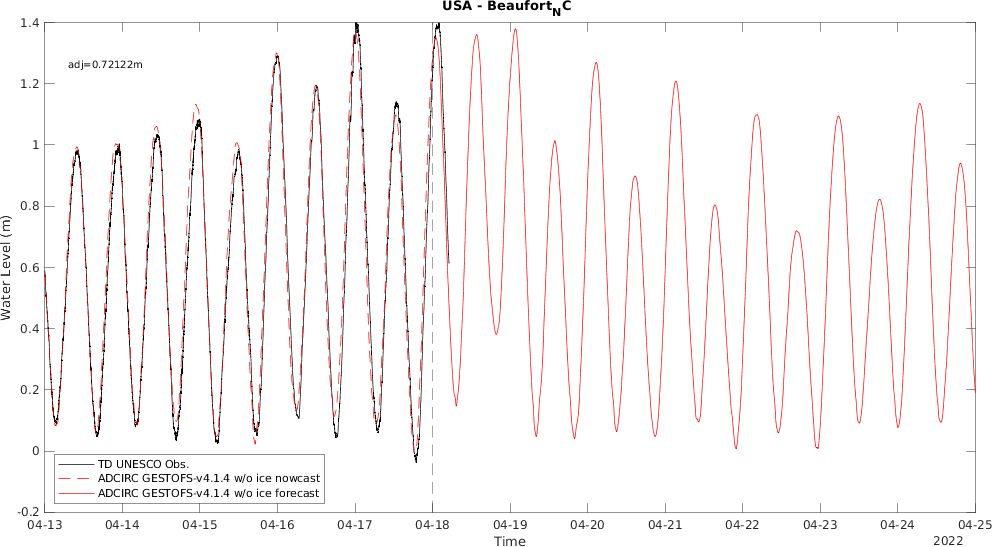 USA - Beaufort_NC
1.4
adj=0.72122m
1.2
1
0.8
0.6
0.4
0.2
0
-0.2
Water Level (m)
TD UNESCO Obs.
ADCIRC GESTOFS-v4.1.4 w/o ice nowcast
ADCIRC GESTOFS-v4.1.4 w/o ice forecast
04-13 04-14 04-15 04-16 04-17 04-18 04-19 04-20 04-21 04-22 04-23 04-24 04-25
Time
2022